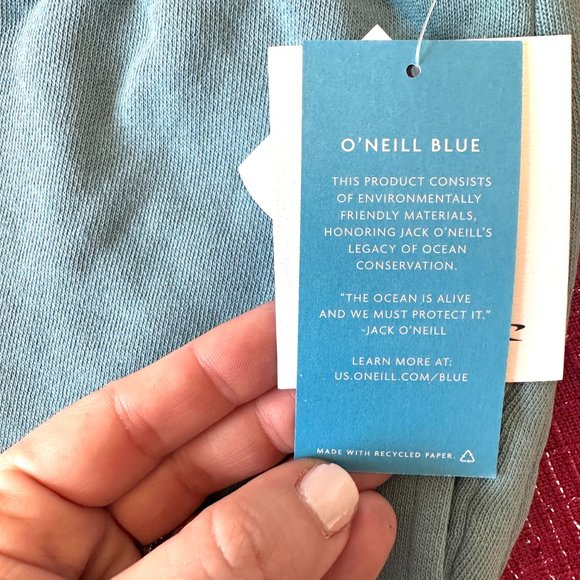 O'NEILL BLUE
THIS PRODUCT CONSISTS
OF ENVIRONMENTALLY
FRIENDLY MATERIALS,
HONORING JACK O'NEILL'S
LEGACY OF OCEAN
CONSERVATION.
"THE OCEAN IS ALIVE
AND WE MUST PROTECT IT."
-JACK O'NEILL
LEARN MORE AT:
US.ONEILL.COM/BLUE
MADE WITH RECYCLED PAPER.